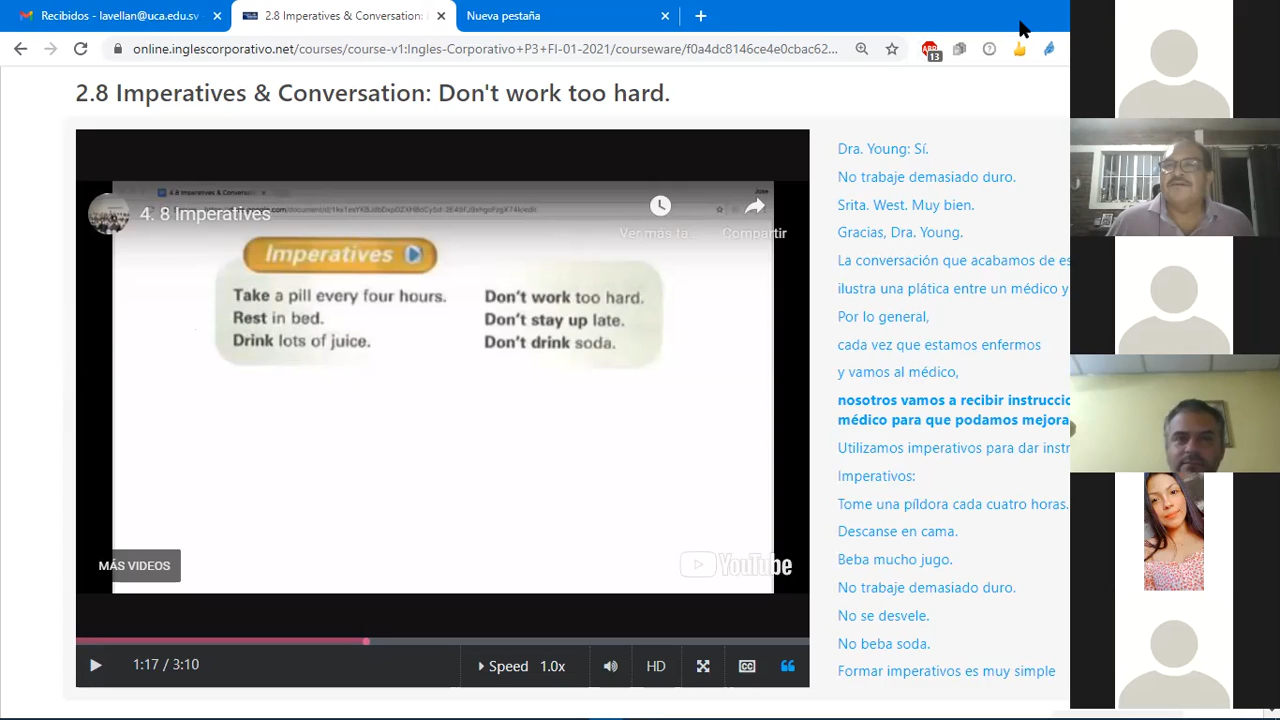 Recibidos - lavellan@uca.edu.sv
2.8 Imperatives & Conversation:
Nueva pestaña
online.inglescorporativo.net/courses/course-v1:Ingles-Corporativo+P3+FI-01-2021/courseware/f0a4dc8146ce4e0cbac62...
13
2.8 Imperatives & Conversation: Don't work too hard.
4. 8 Imperatives
Ver más ta...
Compartir
Imperatives
Take a pill every four hours.
Rest in bed.
Drink lots of juice.
Don't work too hard.
Don't stay up late.
Don't drink soda.
MÁS VIDEOS
YouTube
1:17 / 3:10
Speed 1.0x
HD
CC
Dra. Young: Sí.
No trabaje demasiado duro.
Srita. West. Muy bien.
Gracias, Dra. Young.
La conversación que acabamos de es
ilustra una plática entre un médico y
Por lo general,
cada vez que estamos enfermos
y vamos al médico,
nosotros vamos a recibir instruccio
médico para que podamos mejora
Utilizamos imperativos para dar instr
Imperativos:
Tome una píldora cada cuatro horas.
Descanse en cama.
Beba mucho jugo.
No trabaje demasiado duro.
No se desvele.
No beba soda.
Formar imperativos es muy simple